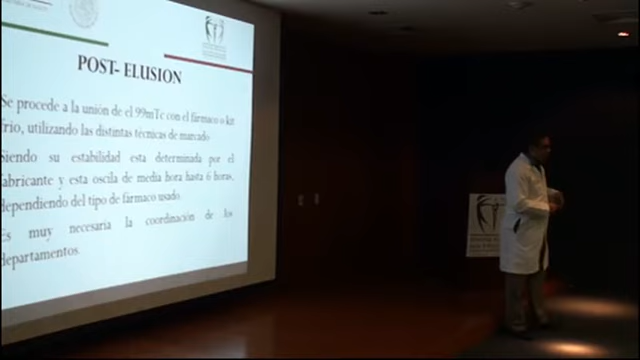 POST- ELUSION
Se procede a la unión de el 99mTc con el fármaco o kit
frio, utilizando las distintas técnicas de marcado
Siendo su estabilidad esta determinada por el
fabricante y esta oscila de media hora hasta 6 horas,
dependiendo del tipo de fármaco usado.
Es muy necesaria la coordinación de los
departamentos.